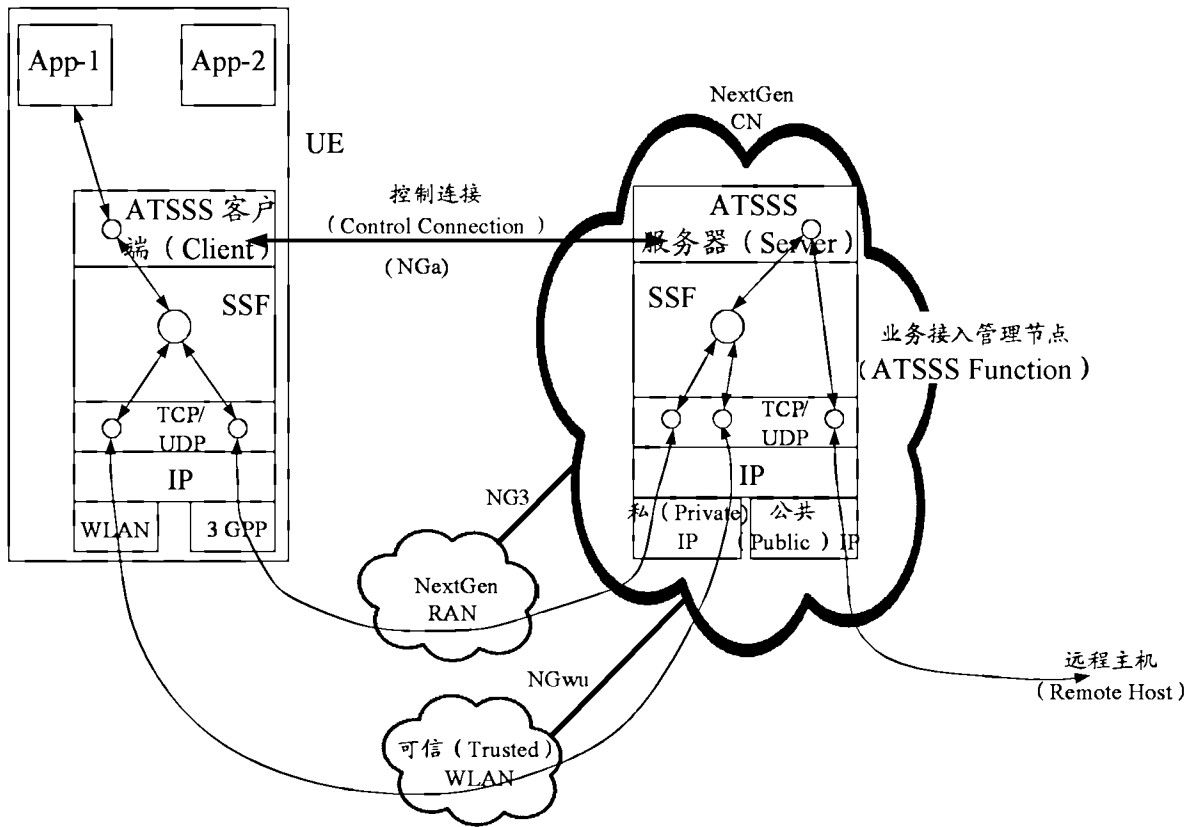 App-1
App-2
UE
ATSSS 客户
端（Client）
SSF
TCP/
UDP
IP
WLAN
3 GPP
控制连接
（Control Connection ）
（NGa）
NextGen
CN
ATSSS
服务器（Server）
SSF
TCP/
UDP
IP
私（Private）
IP
公共
（Public ）IP
业务接入管理节点
（ATSSS Function ）
NG3
NextGen
RAN
NGwu
可信（Trusted）
WLAN
远程主机
（Remote Host）